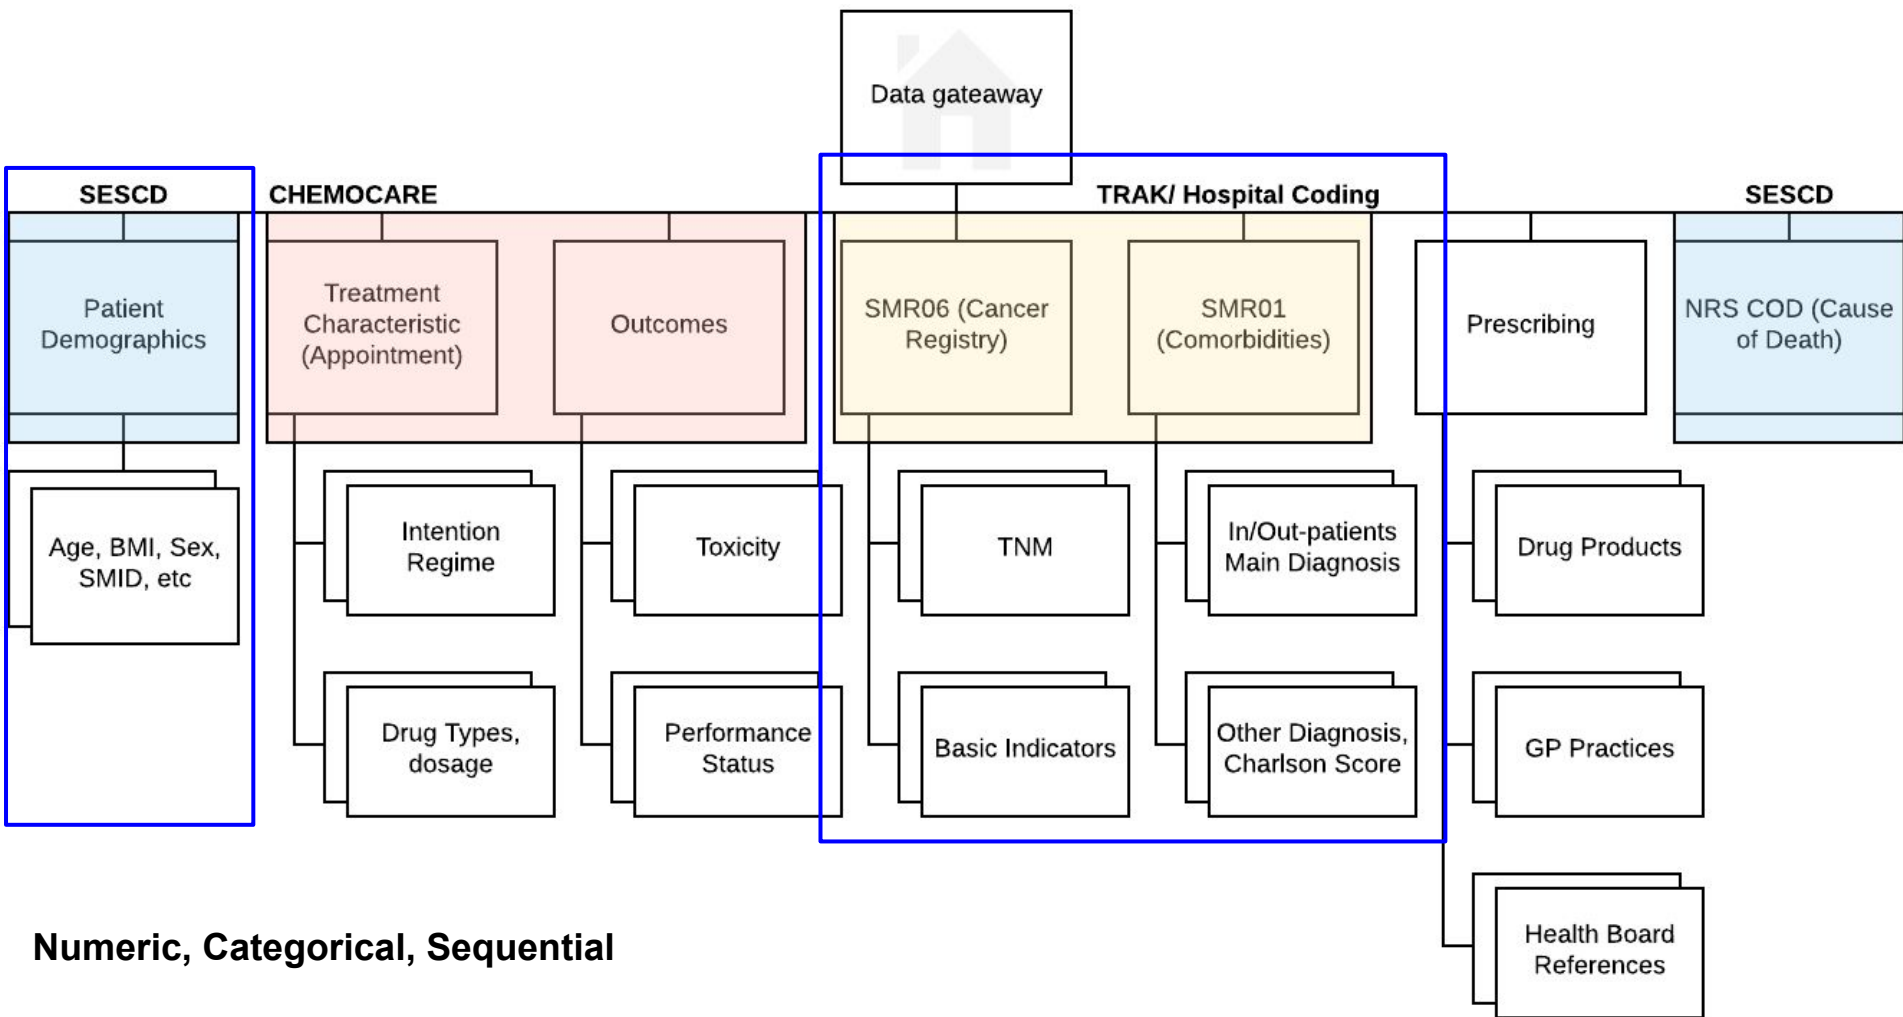 Data gateaway
SESCD
CHEMOCARE
TRAK/ Hospital Coding
SESCD
Patient
Demographics
Treatment
Characteristic
(Appointment)
Outcomes
SMR06 (Cancer
Registry)
SMR01
(Comorbidities)
Prescribing
NRS COD (Cause
of Death)
Age, BMI, Sex,
SMID, etc
Intention
Regime
Toxicity
TNM
In/Out-patients
Main Diagnosis
Drug Products
Drug Types,
dosage
Performance
Status
Basic Indicators
Other Diagnosis,
Charlson Score
GP Practices
Health Board
References
Numeric, Categorical, Sequential